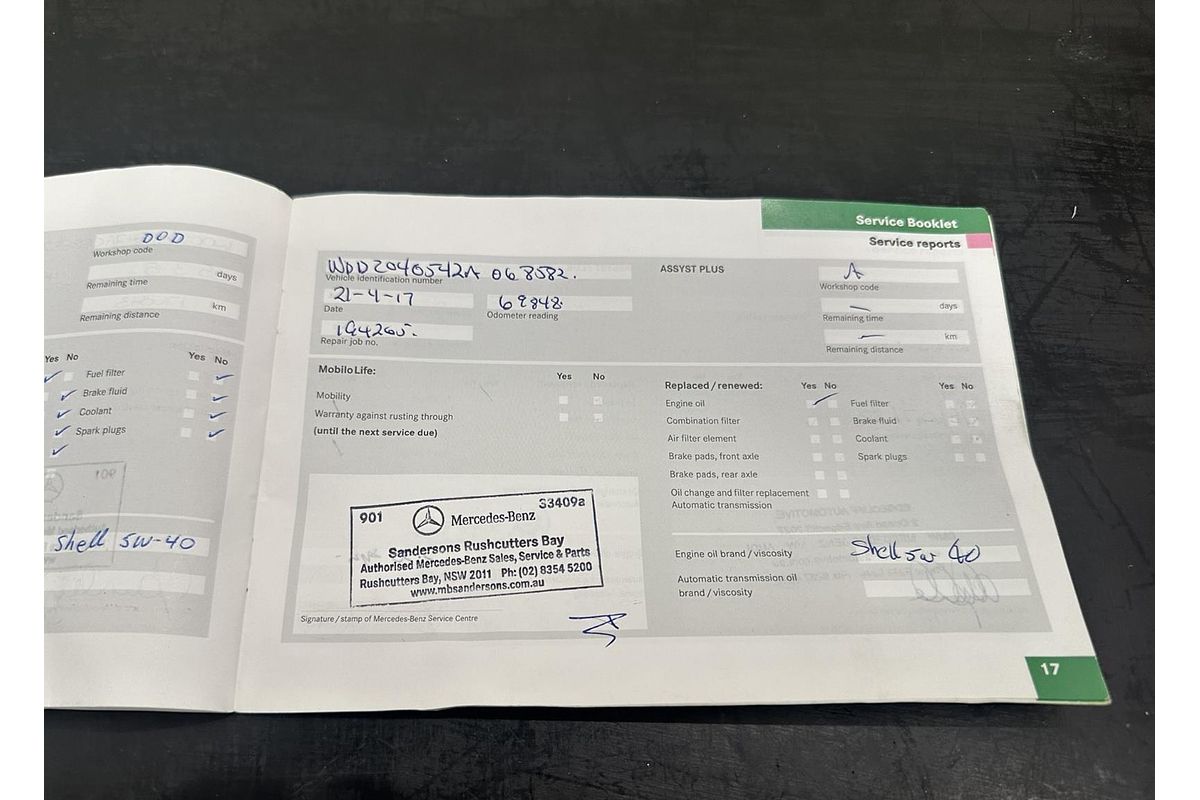 DOD
Workshop code
days
Remaining time
km
Remaining distance
Yes No
Yes No
Fuel filter
Brake fluid
Coolant
Spark plugs
Shell 5W-40
Service Booklet
Service reports
WDD2040542A 068582.
Vehicle identification number
21-4-17
Date
69848
Odometer reading
194265.
Repair job no.
ASSYST PLUS
A
Workshop code
days
Remaining time
km
Remaining distance
MobiloLife:
Yes No
Mobility
Warranty against rusting through
(until the next service due)
Replaced / renewed:
Yes No
Yes No
Engine oil
Fuel filter
Combination filter
Brake fluid
Air filter element
Coolant
Brake pads, front axle
Spark plugs
Brake pads, rear axle
Oil change and filter replacement
Automatic transmission
901
S3409a
Mercedes-Benz
Sandersons Rushcutters Bay
Authorised Mercedes-Benz Sales, Service & Parts
Rushcutters Bay, NSW 2011 Ph: (02) 8354 5200
www.mbsandersons.com.au
Signature / stamp of Mercedes-Benz Service Centre
Engine oil brand / viscosity
Shell 5w 40
Automatic transmission oil
brand / viscosity
17